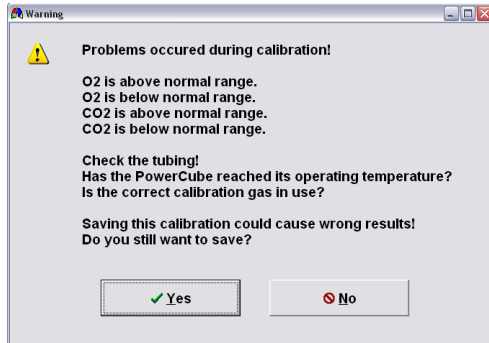 Warning
Problems occured during calibration!
O2 is above normal range.
O2 is below normal range.
CO2 is above normal range.
CO2 is below normal range.
Check the tubing!
Has the PowerCube reached its operating temperature?
Is the correct calibration gas in use?
Saving this calibration could cause wrong results!
Do you still want to save?
Yes
No